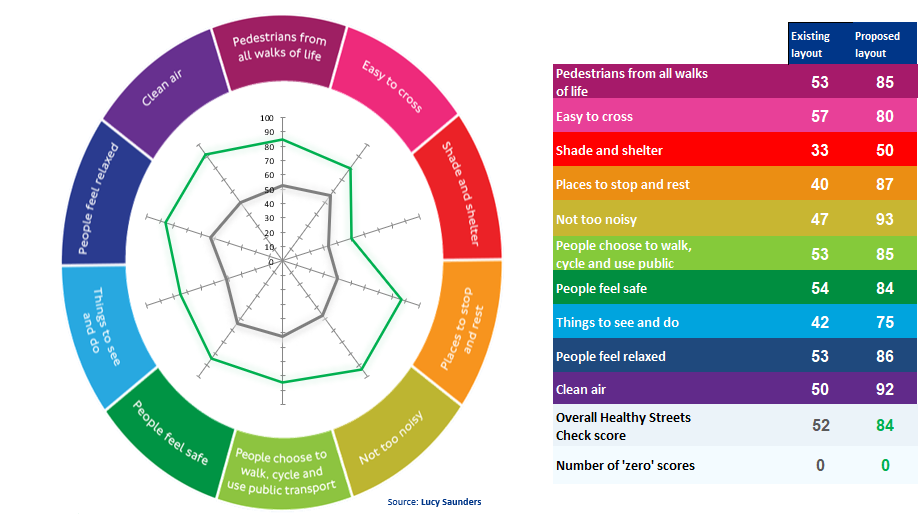 Pedestrians from
all walks of life
Easy to cross
Shade and shelter
Places to stop
and rest
Not too noisy
People choose to
walk, cycle and
use public transport
People feel safe
Things to see
and do
People feel relaxed
Clean air
100
90
80
70
60
50
40
30
20
10
0
Source: Lucy Saunders
Existing Proposed
layout layout
Pedestrians from all walks
of life 53 85
Easy to cross 57 80
Shade and shelter 33 50
Places to stop and rest 40 87
Not too noisy 47 93
People choose to walk,
cycle and use public 53 85
People feel safe 54 84
Things to see and do 42 75
People feel relaxed 53 86
Clean air 50 92
Overall Healthy Streets
Check score 52 84
Number of 'zero' scores 0 0